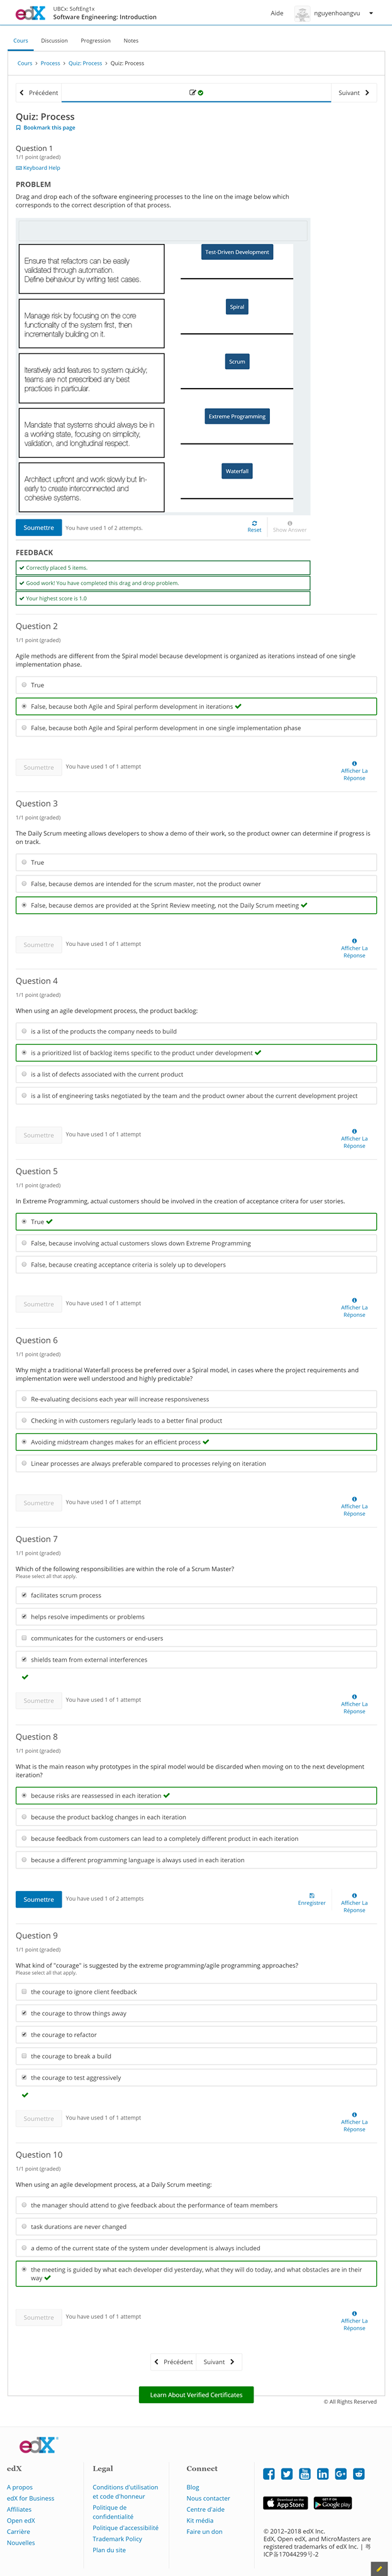 edX
UBCx: SoftEng1x
Software Engineering: Introduction
Aide
nguyenhoangvu
Cours
Discussion
Progression
Notes
Cours > Process > Quiz: Process > Quiz: Process
Précédent
Suivant
Quiz: Process
Bookmark this page
Question 1
1/1 point (graded)
Keyboard Help
PROBLEM
Drag and drop each of the software engineering processes to the line on the image below which
corresponds to the correct description of that process.
Ensure that refactors can be easily
validated through automation.
Define behaviour by writing test cases.
Test-Driven Development
Manage risk by focusing on the core
functionality of the system first, then
incrementally building on it.
Spiral
Iteratively add features to system quickly;
teams are not prescribed any best
practices in particular.
Scrum
Mandate that systems should always be in
a working state, focusing on simplicity,
validation, and longitudinal respect.
Extreme Programming
Architect upfront and work slowly but lin-
early to create interconnected and
cohesive systems.
Waterfall
Soumettre
You have used 1 of 2 attempts.
Reset
Show Answer
FEEDBACK
Correctly placed 5 items.
Good work! You have completed this drag and drop problem.
Your highest score is 1.0
Question 2
1/1 point (graded)
Agile methods are different from the Spiral model because development is organized as iterations instead of one single
implementation phase.
True
False, because both Agile and Spiral perform development in iterations
False, because both Agile and Spiral perform development in one single implementation phase
Soumettre
You have used 1 of 1 attempt
Afficher La
Réponse
Question 3
1/1 point (graded)
The Daily Scrum meeting allows developers to show a demo of their work, so the product owner can determine if progress is
on track.
True
False, because demos are intended for the scrum master, not the product owner
False, because demos are provided at the Sprint Review meeting, not the Daily Scrum meeting
Soumettre
You have used 1 of 1 attempt
Afficher La
Réponse
Question 4
1/1 point (graded)
When using an agile development process, the product backlog:
is a list of the products the company needs to build
is a prioritized list of backlog items specific to the product under development
is a list of defects associated with the current product
is a list of engineering tasks negotiated by the team and the product owner about the current development project
Soumettre
You have used 1 of 1 attempt
Afficher La
Réponse
Question 5
1/1 point (graded)
In Extreme Programming, actual customers should be involved in the creation of acceptance critera for user stories.
True
False, because involving actual customers slows down Extreme Programming
False, because creating acceptance criteria is solely up to developers
Soumettre
You have used 1 of 1 attempt
Afficher La
Réponse
Question 6
1/1 point (graded)
Why might a traditional Waterfall process be preferred over a Spiral model, in cases where the project requirements and
implementation were well understood and highly predictable?
Re-evaluating decisions each year will increase responsiveness
Checking in with customers regularly leads to a better final product
Avoiding midstream changes makes for an efficient process
Linear processes are always preferable compared to processes relying on iteration
Soumettre
You have used 1 of 1 attempt
Afficher La
Réponse
Question 7
1/1 point (graded)
Which of the following responsibilities are within the role of a Scrum Master?
Please select all that apply.
facilitates scrum process
helps resolve impediments or problems
communicates for the customers or end-users
shields team from external interferences
Soumettre
You have used 1 of 1 attempt
Afficher La
Réponse
Question 8
1/1 point (graded)
What is the main reason why prototypes in the spiral model would be discarded when moving on to the next development
iteration?
because risks are reassessed in each iteration
because the product backlog changes in each iteration
because feedback from customers can lead to a completely different product in each iteration
because a different programming language is always used in each iteration
Soumettre
You have used 1 of 2 attempts
Enregistrer
Afficher La
Réponse
Question 9
1/1 point (graded)
What kind of "courage" is suggested by the extreme programming/agile programming approaches?
Please select all that apply.
the courage to ignore client feedback
the courage to throw things away
the courage to refactor
the courage to break a build
the courage to test aggressively
Soumettre
You have used 1 of 1 attempt
Afficher La
Réponse
Question 10
1/1 point (graded)
When using an agile development process, at a Daily Scrum meeting:
the manager should attend to give feedback about the performance of team members
task durations are never changed
a demo of the current state of the system under development is always included
the meeting is guided by what each developer did yesterday, what they will do today, and what obstacles are in their
way
Soumettre
You have used 1 of 1 attempt
Afficher La
Réponse
Précédent
Suivant
Learn About Verified Certificates
© All Rights Reserved
edX
edX
A propos
edX for Business
Affiliates
Open edX
Carrière
Nouvelles
Legal
Conditions d'utilisation
et code d'honneur
Politique de
confidentialité
Politique d'accessibilité
Trademark Policy
Plan du site
Connect
Blog
Nous contacter
Centre d'aide
Kit média
Faire un don
Download on the
App Store
GET IT ON
Google play
© 2012–2018 edX Inc.
EdX, Open edX, and MicroMasters are
registered trademarks of edX Inc. | 粤
ICP备17044299号-2